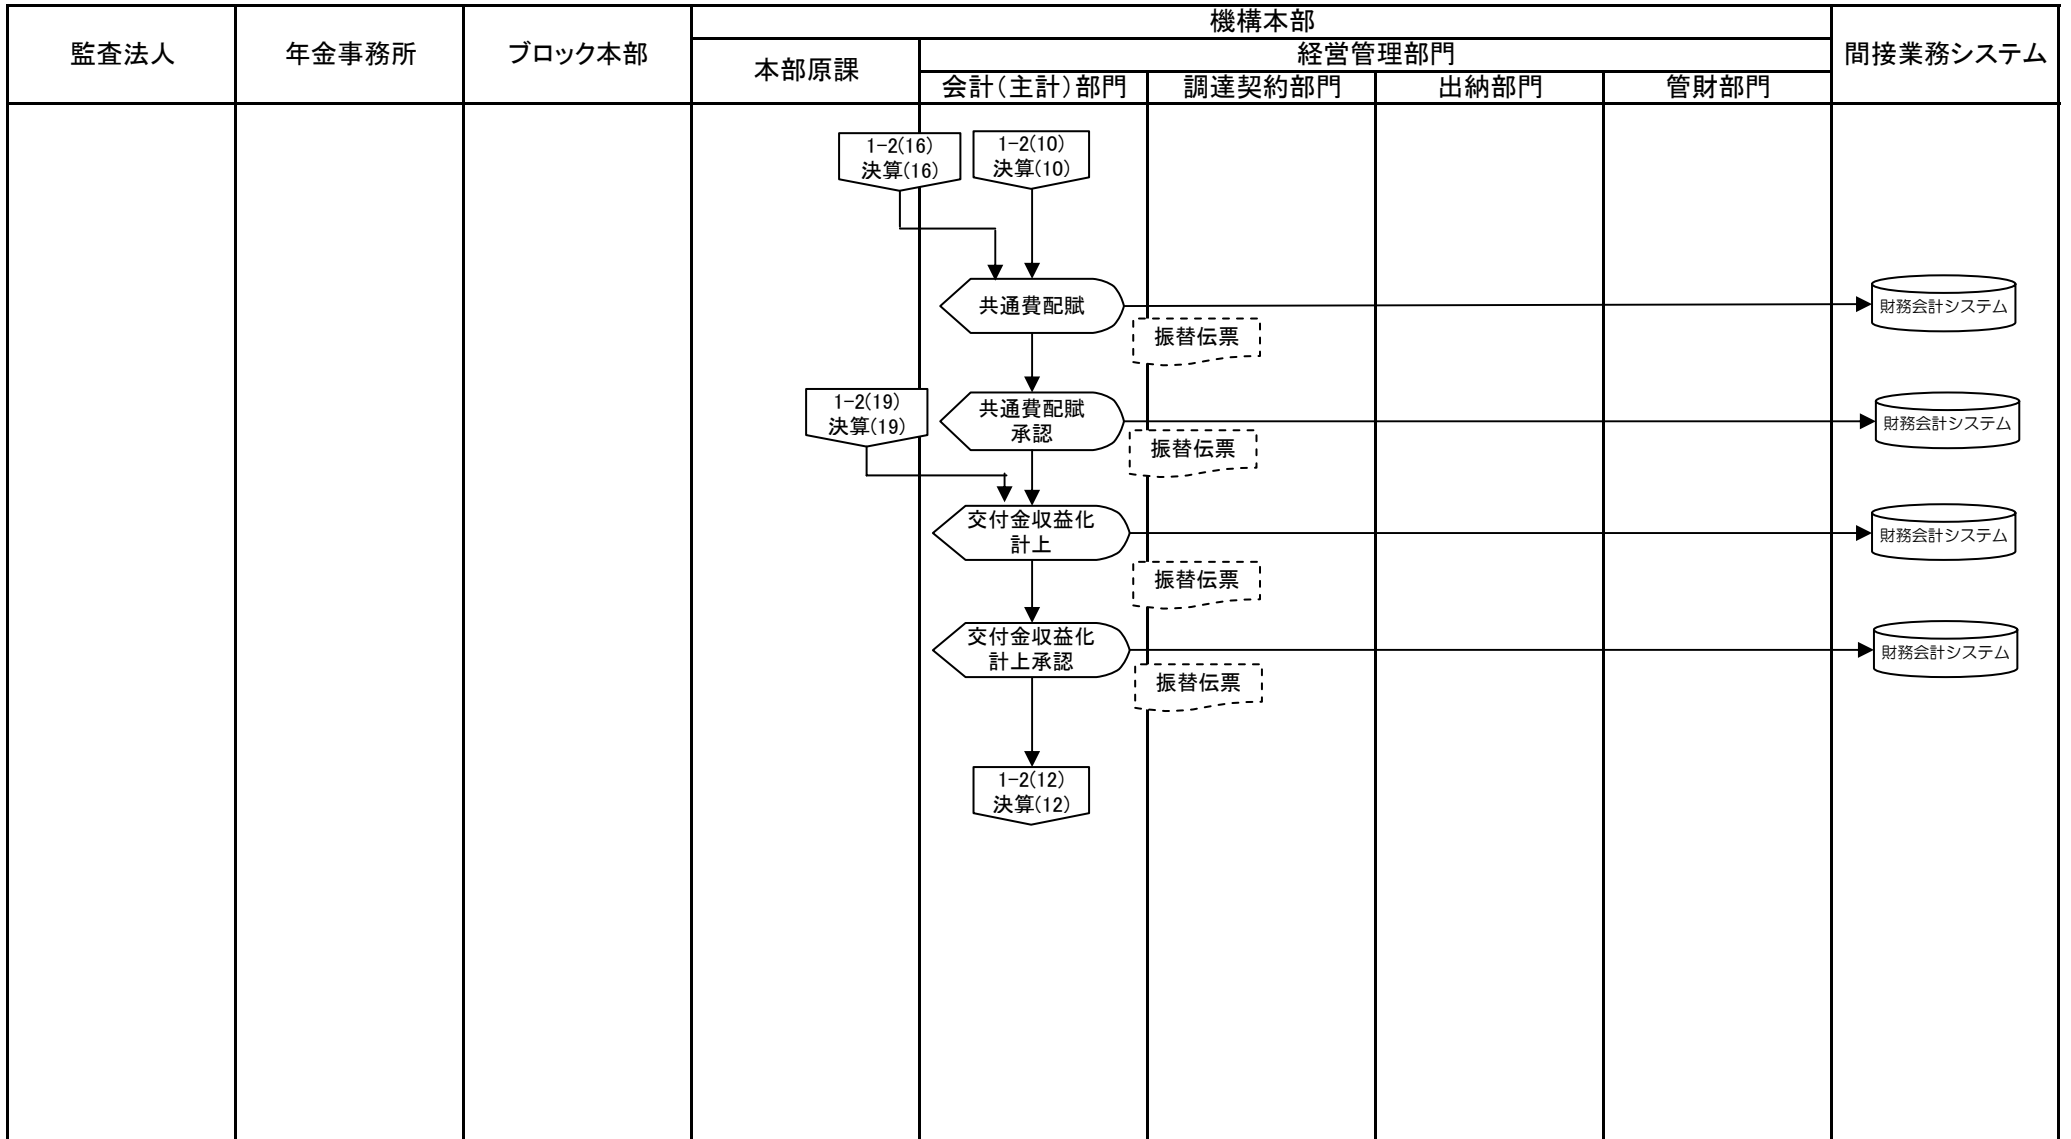 機構本部
監査法人
年金事務所
ブロック本部
本部原課
経営管理部門
間接業務システム
会計(主計)部門
調達契約部門
出納部門
管財部門
1-2(16)
決算(16)
1-2(10)
決算(10)
共通費配賦
財務会計システム
振替伝票
1-2(19)
決算(19)
共通費配賦
承認
財務会計システム
振替伝票
交付金収益化
計上
財務会計システム
振替伝票
交付金収益化
計上承認
財務会計システム
振替伝票
1-2(12)
決算(12)